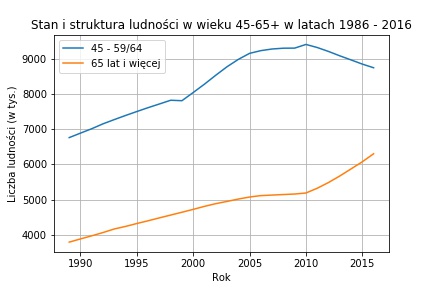 Stan i struktura ludności w wieku 45-65+ w latach 1986 - 2016
45 - 59/64
65 lat i więcej
Liczba ludności (w tys.)
9000
8000
7000
6000
5000
4000
1990
1995
2000
2005
2010
2015
Rok